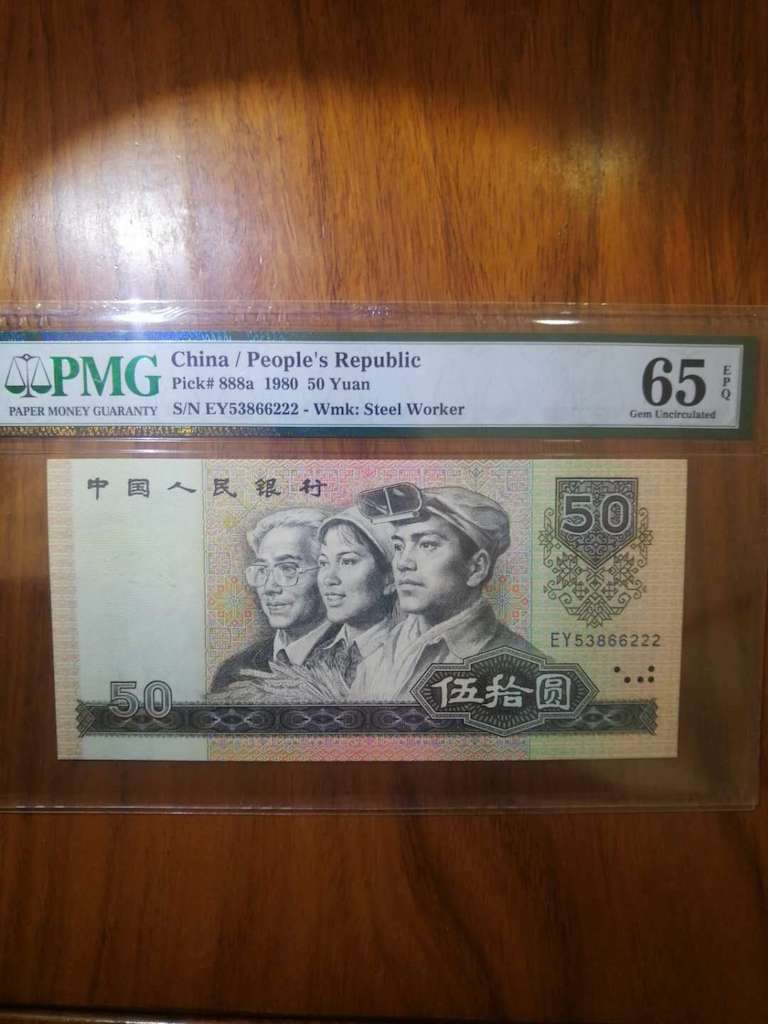 PMG
PAPER MONEY GUARANTY
China / People's Republic
Pick# 888a 1980 50 Yuan
S/N EY53866222 - Wmk: Steel Worker
65
EPQ
Gem Uncirculated
中国人民银行
50
EY53866222
50
伍拾圆